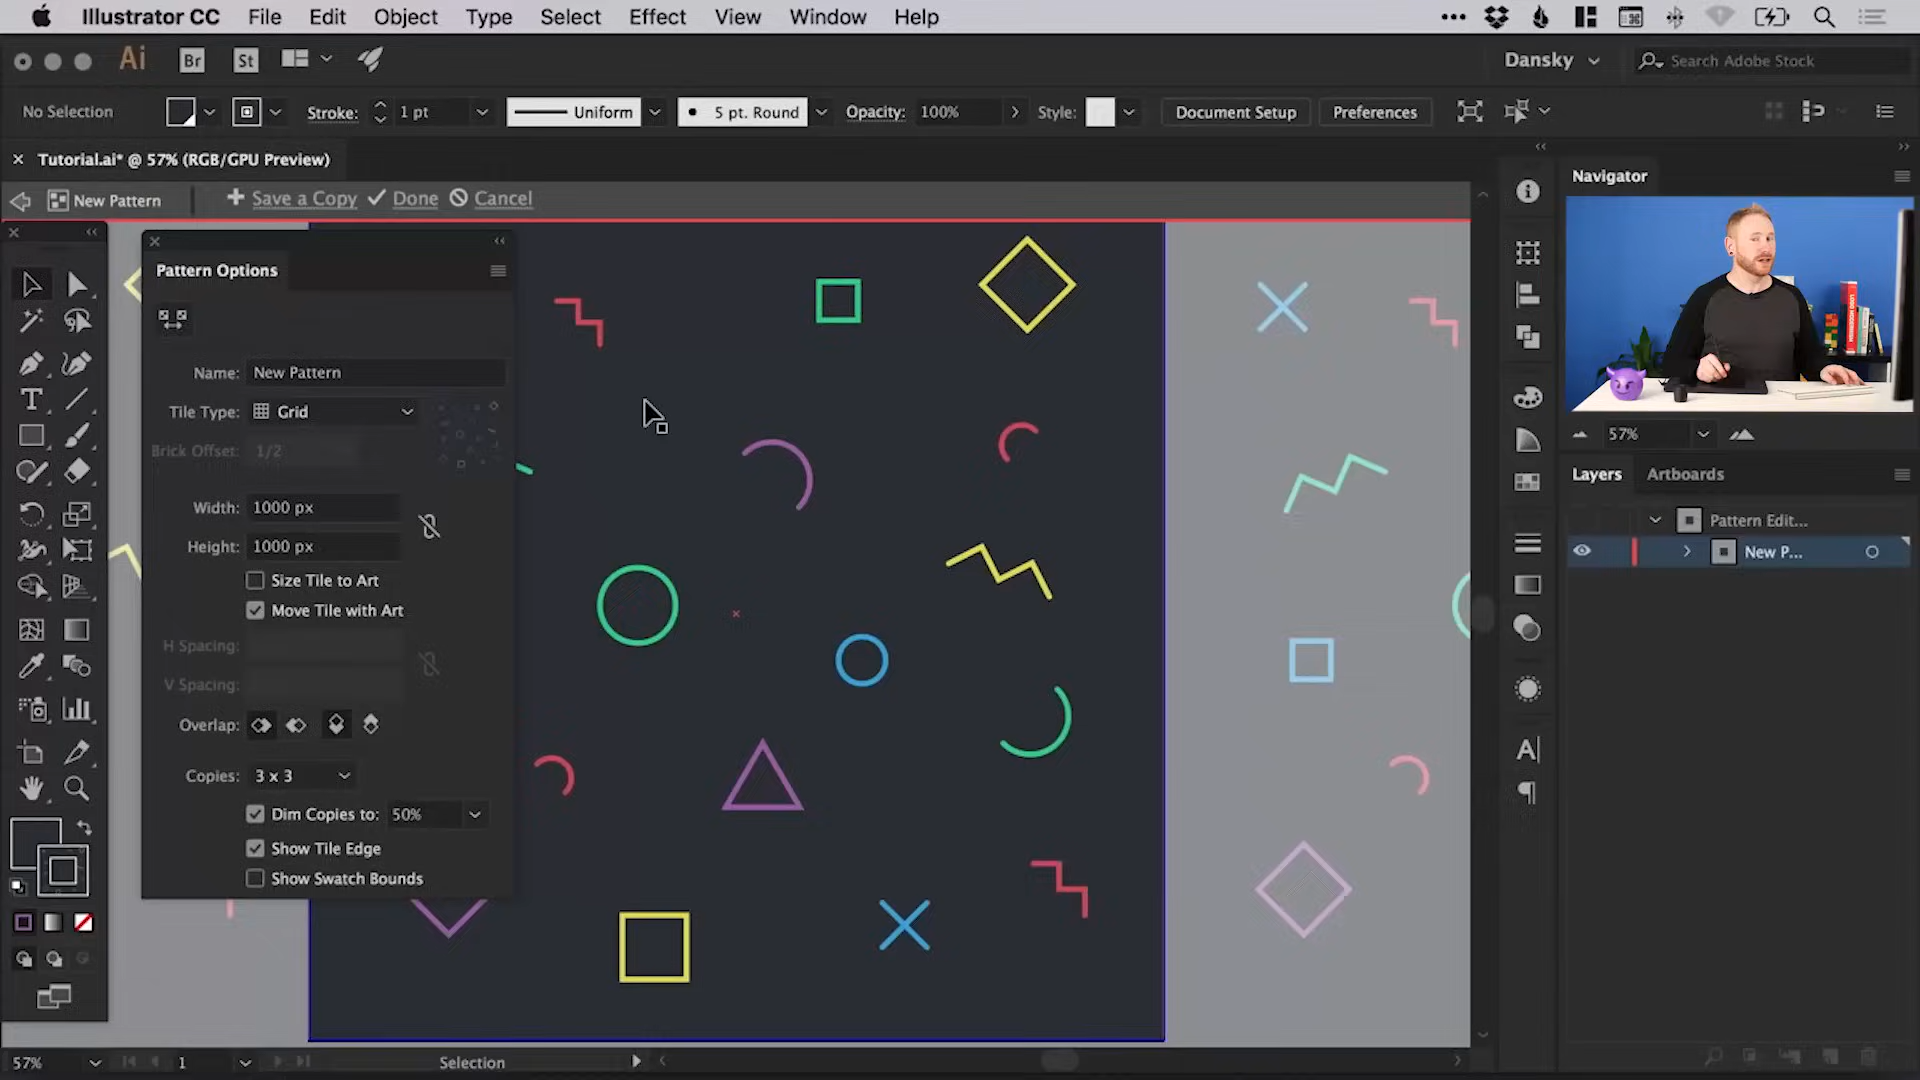 Illustrator CC File Edit Object Type Select Effect View Window Help
Ai Br St Dansky Search Adobe Stock
No Selection Stroke: 1 pt Uniform 5 pt. Round Opacity: 100% Style: Document Setup Preferences
Tutorial.ai* @ 57% (RGB/GPU Preview)
New Pattern Save a Copy Done Cancel
Navigator
Pattern Options
Name: New Pattern
Tile Type: Grid
Brick Offset: 1/2
57%
Layers Artboards
Width: 1000 px
Pattern Edit...
Height: 1000 px
New P...
Size Tile to Art
Move Tile with Art
H Spacing:
V Spacing:
Overlap:
Copies: 3 x 3
Dim Copies to: 50%
Show Tile Edge
Show Swatch Bounds
57% 1 Selection